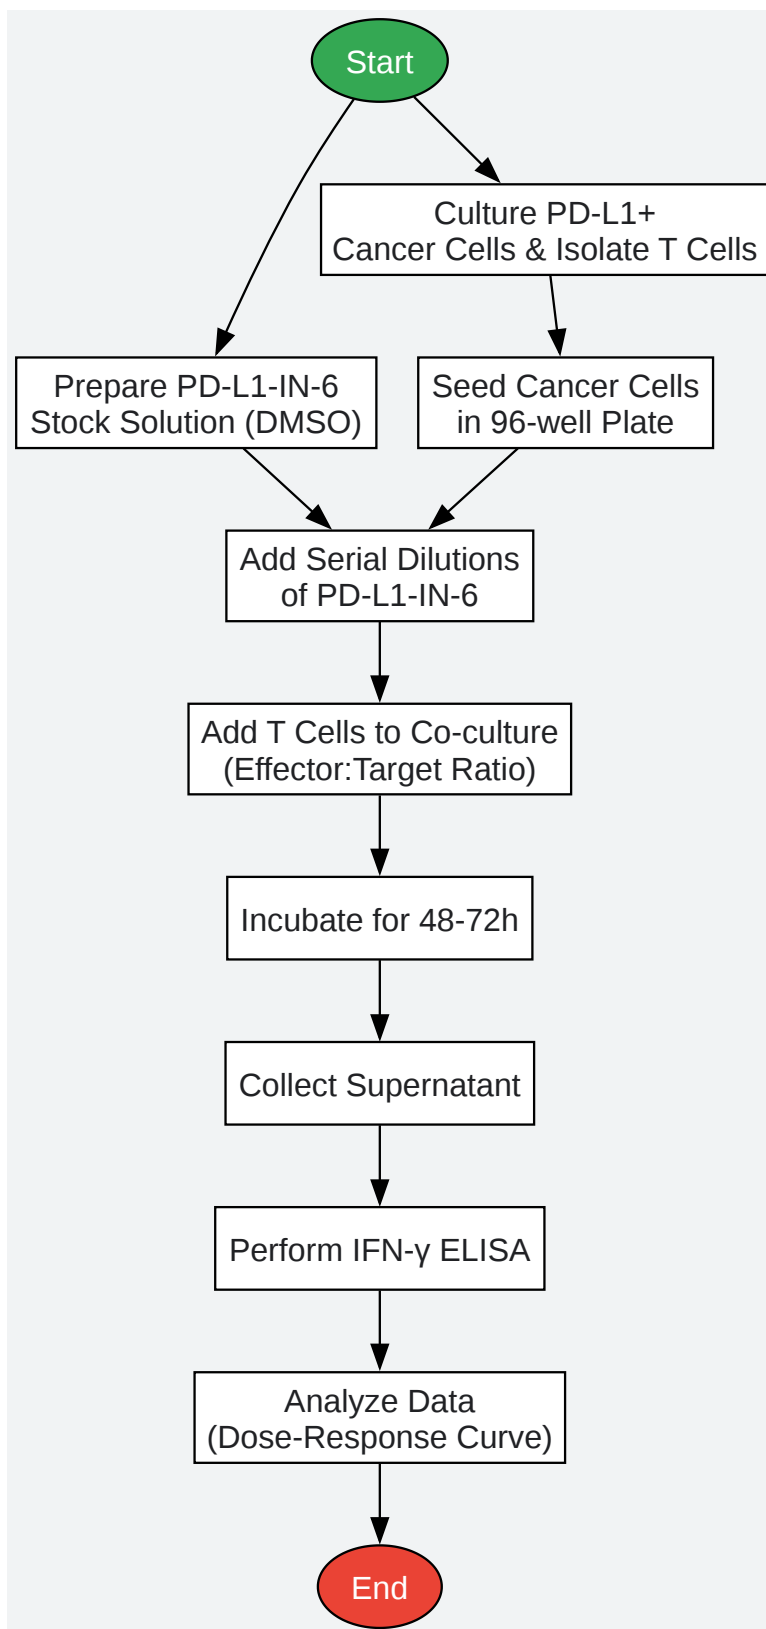 Start
Culture PD-L1+
Cancer Cells & Isolate T Cells
Prepare PD-L1-IN-6
Stock Solution (DMSO)
Seed Cancer Cells
in 96-well Plate
Add Serial Dilutions
of PD-L1-IN-6
Add T Cells to Co-culture
(Effector:Target Ratio)
Incubate for 48-72h
Collect Supernatant
Perform IFN-γ ELISA
Analyze Data
(Dose-Response Curve)
End